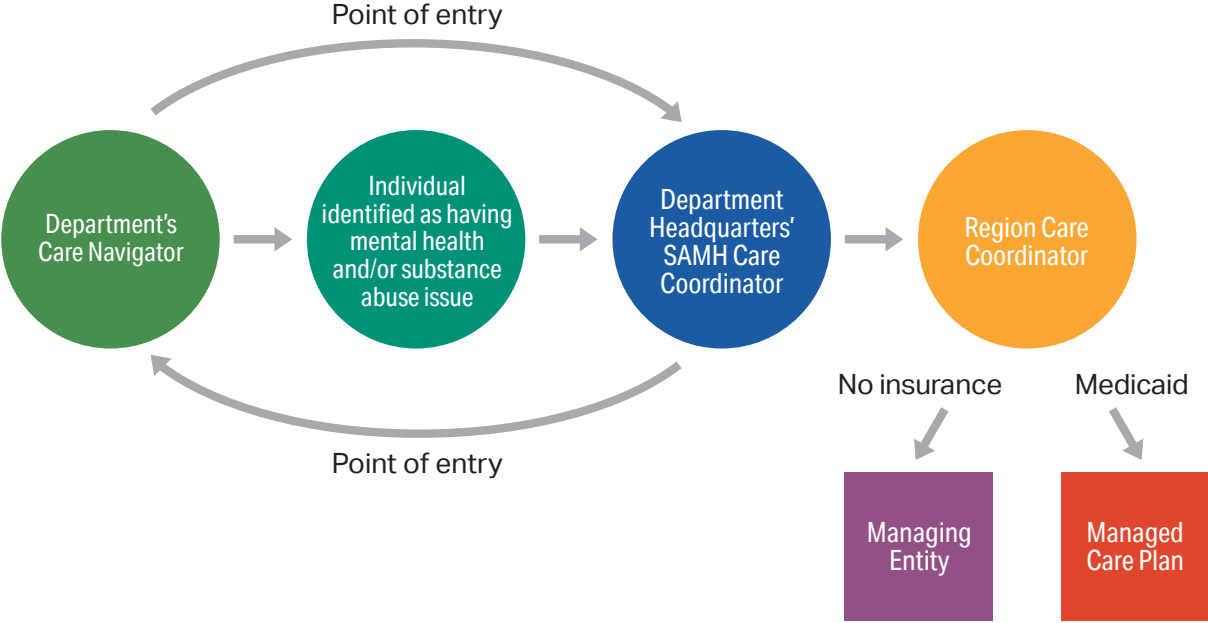 Point of entry
Department's
Care Navigator
Individual
identified as having
mental health
and/or substance
abuse issue
Department
Headquarters'
SAMH Care
Coordinator
Region Care
Coordinator
Point of entry
No insurance
Medicaid
Managing
Entity
Managed
Care Plan